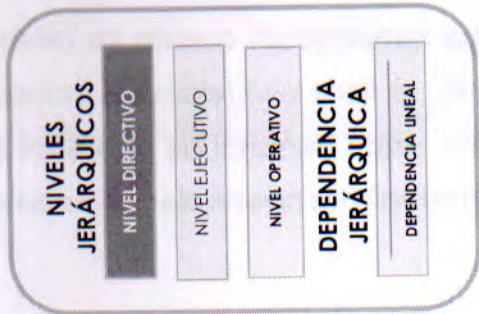 NIVELES
JERÁRQUICOS
NIVEL DIRECTIVO
NIVEL EJECUTIVO
NIVEL OPERATIVO
DEPENDENCIA
JERÁRQUICA
DEPENDENCIA LINEAL